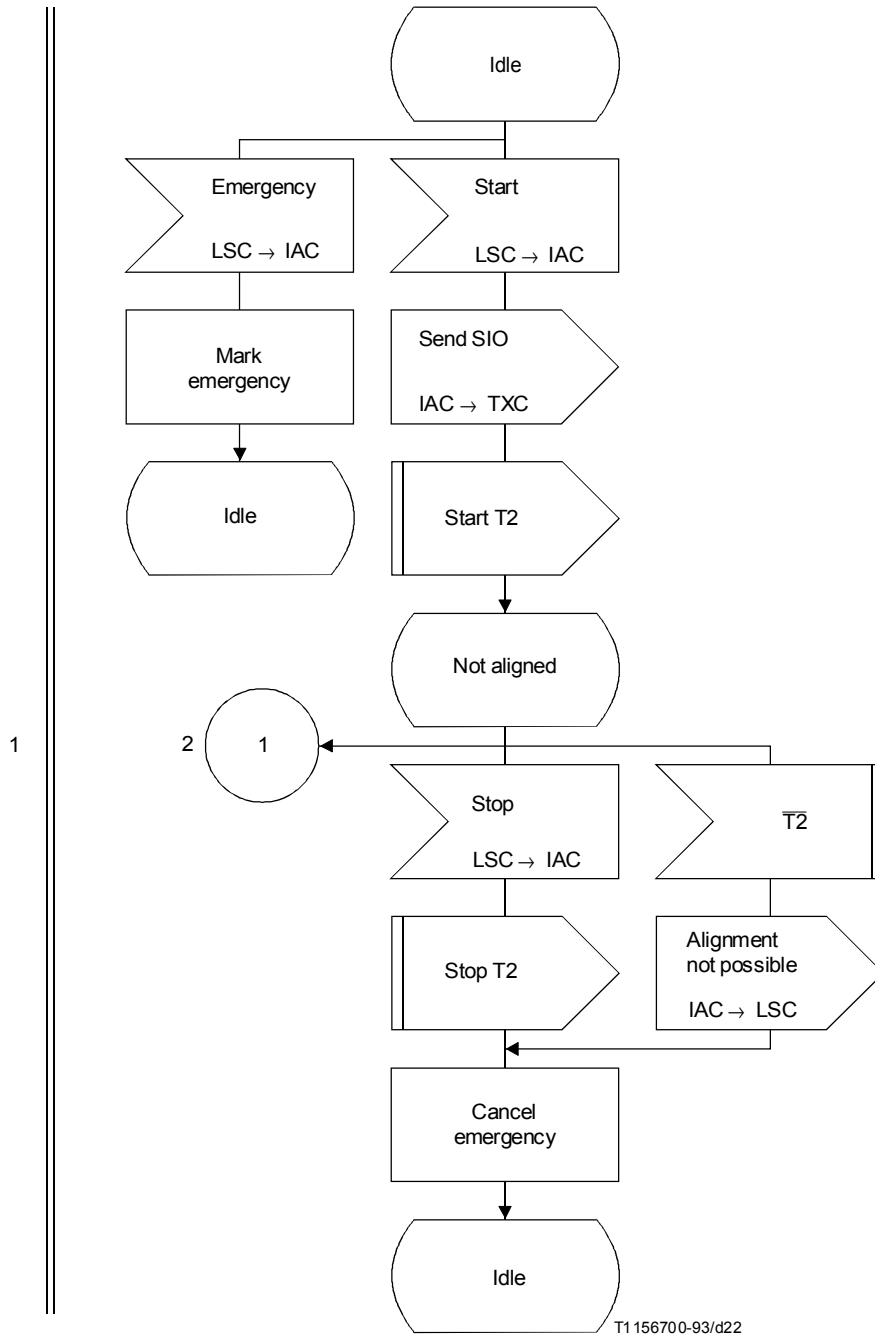 Idle
Emergency
LSC → IAC
Start
LSC → IAC
Mark
emergency
Send SIO
IAC → TXC
Idle
Start T2
Not aligned
1
2
1
Stop
LSC → IAC
T2̅
Stop T2
Alignment
not possible
IAC → LSC
Cancel
emergency
Idle
T1156700-93/d22